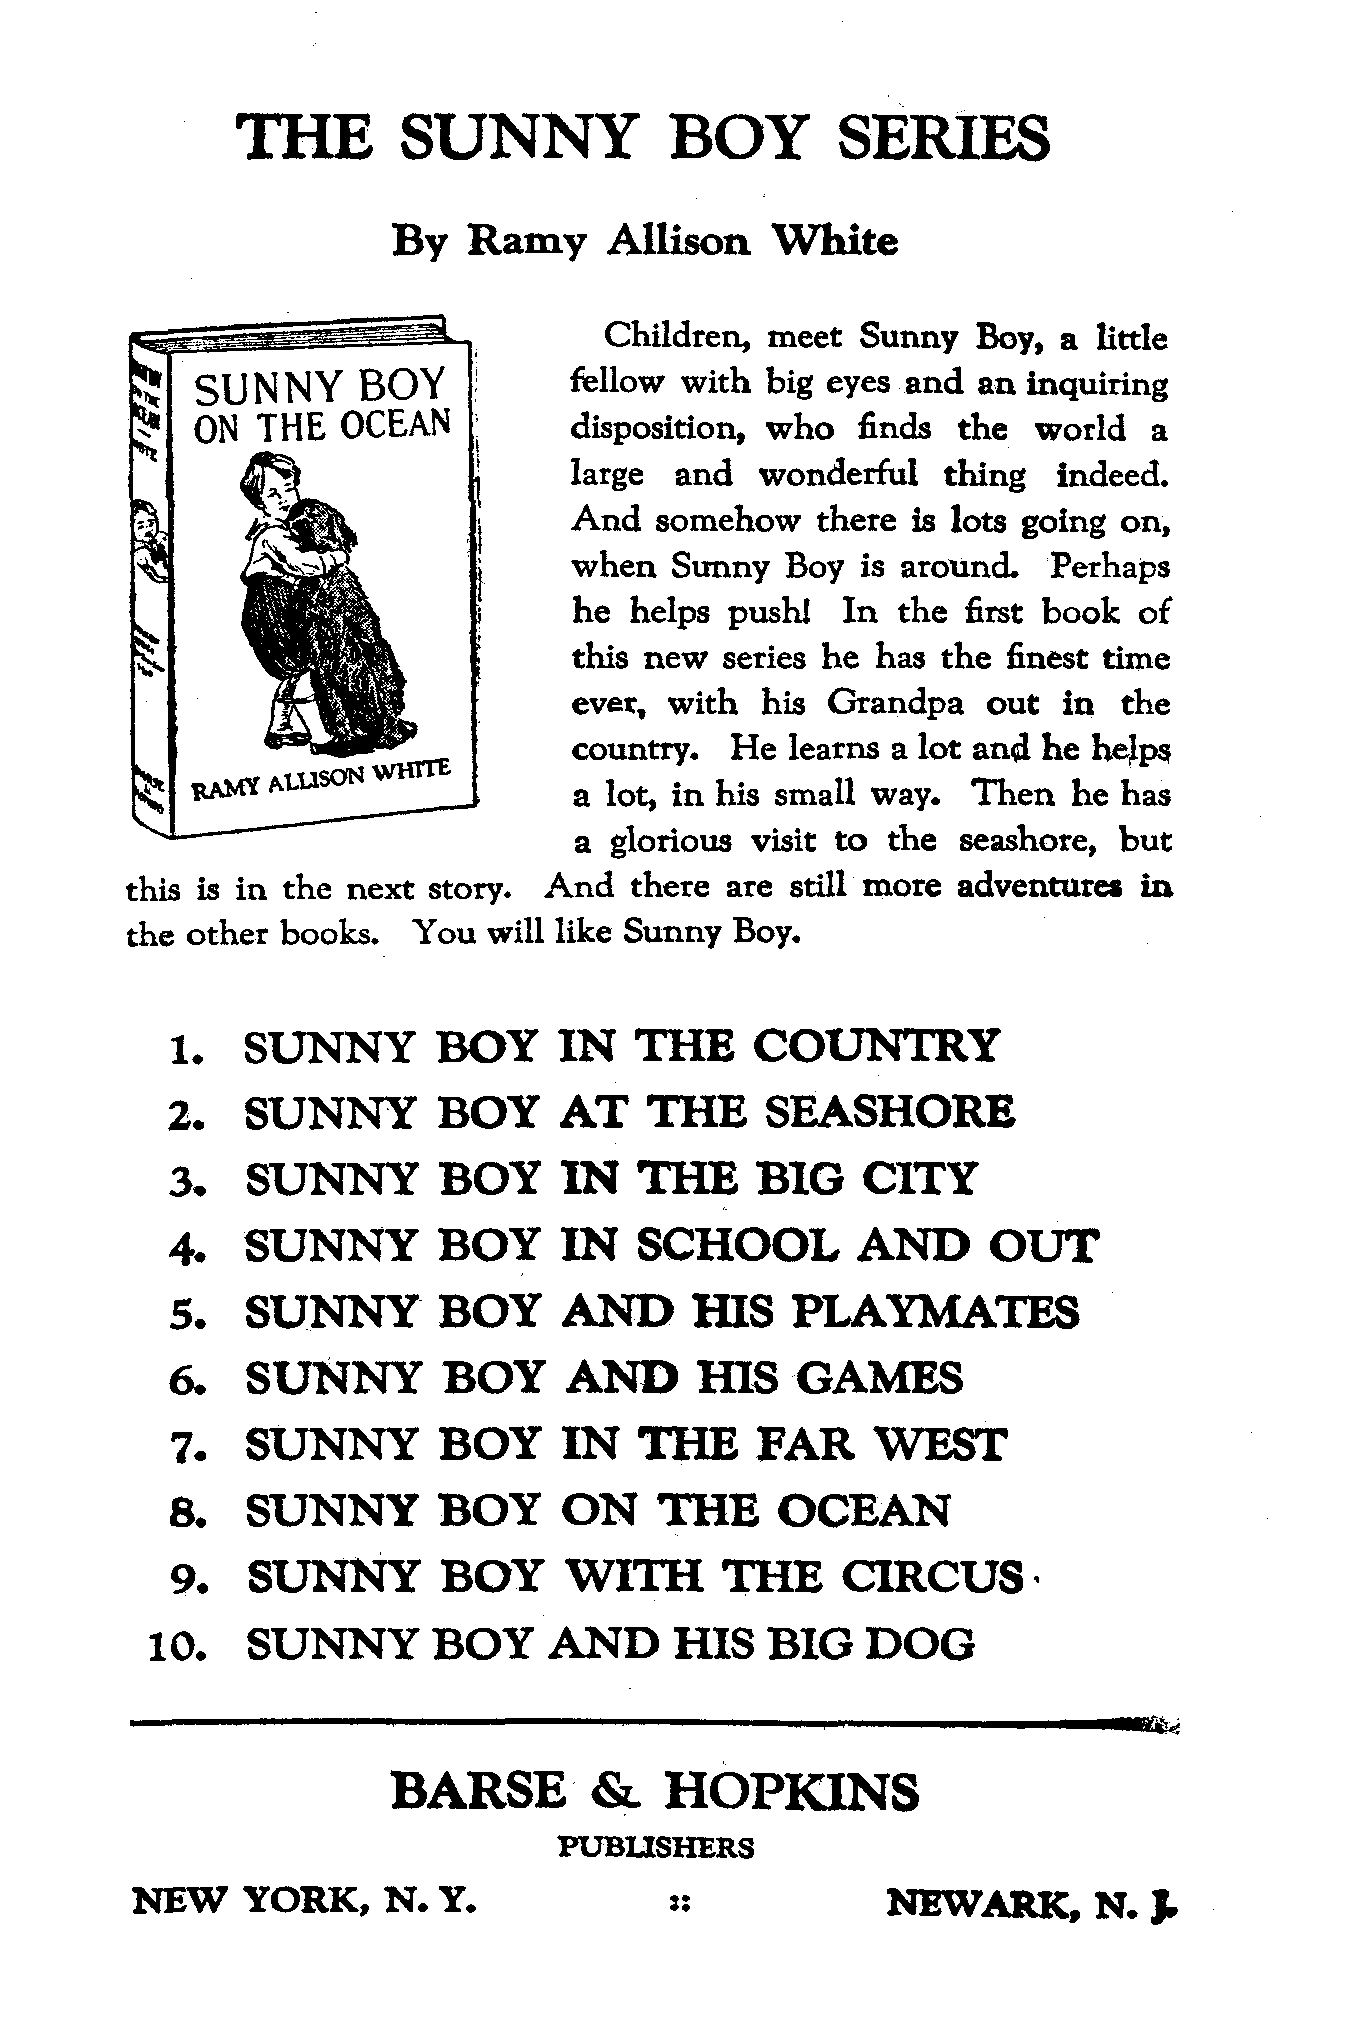 THE SUNNY BOY SERIES
By Ramy Allison White
SUNNY BOY
ON THE OCEAN
RAMY ALLISON WHITE
Children, meet Sunny Boy, a little
fellow with big eyes and an inquiring
disposition, who finds the world a
large and wonderful thing indeed.
And somehow there is lots going on,
when Sunny Boy is around. Perhaps
he helps push! In the first book of
this new series he has the finest time
ever, with his Grandpa out in the
country. He learns a lot and he helps
a lot, in his small way. Then he has
a glorious visit to the seashore, but
this is in the next story. And there are still more adventures in
the other books. You will like Sunny Boy.
1. SUNNY BOY IN THE COUNTRY
2. SUNNY BOY AT THE SEASHORE
3. SUNNY BOY IN THE BIG CITY
4. SUNNY BOY IN SCHOOL AND OUT
5. SUNNY BOY AND HIS PLAYMATES
6. SUNNY BOY AND HIS GAMES
7. SUNNY BOY IN THE FAR WEST
8. SUNNY BOY ON THE OCEAN
9. SUNNY BOY WITH THE CIRCUS
10. SUNNY BOY AND HIS BIG DOG
BARSE & HOPKINS
PUBLISHERS
NEW YORK, N. Y. :: NEWARK, N. J.